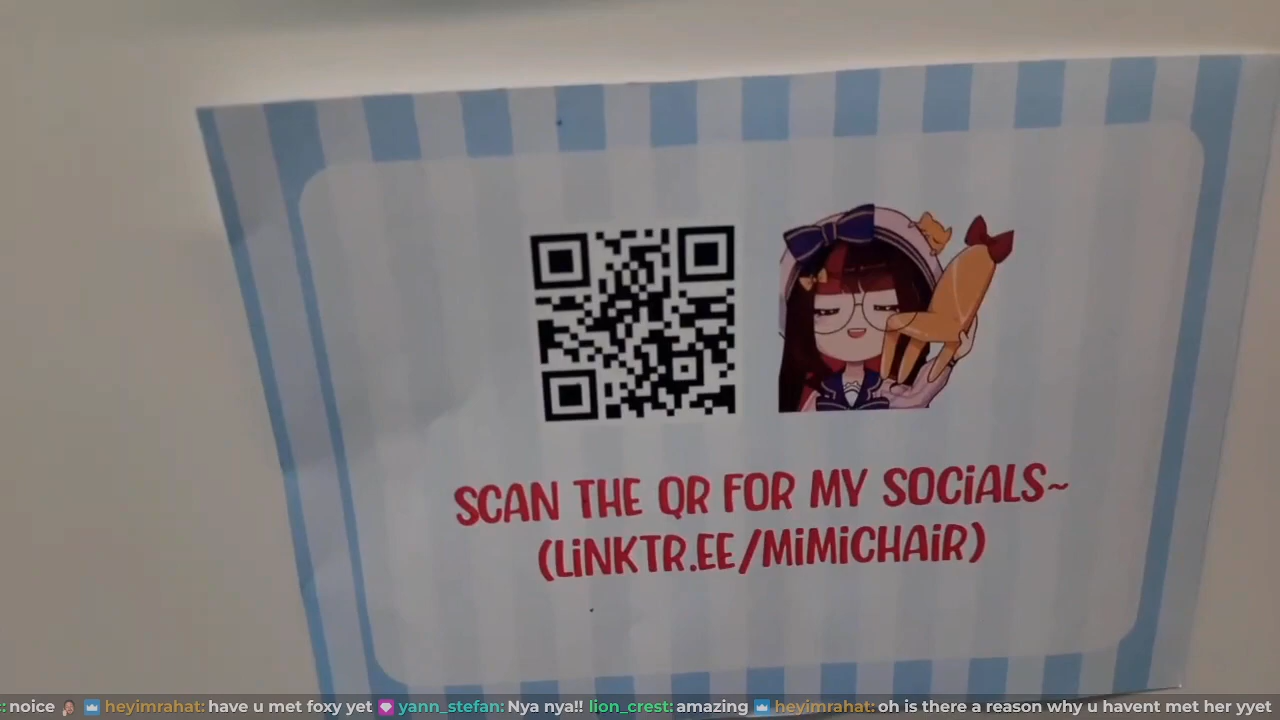 SCAN THE QR FOR MY SOCiALS~
(LiNKTR.EE/MiMiCHAiR)
: noice heyimrahat: have u met foxy yet yann_stefan: Nya nya!! lion_crest: amazing heyimrahat: oh is there a reason why u havent met her yyet